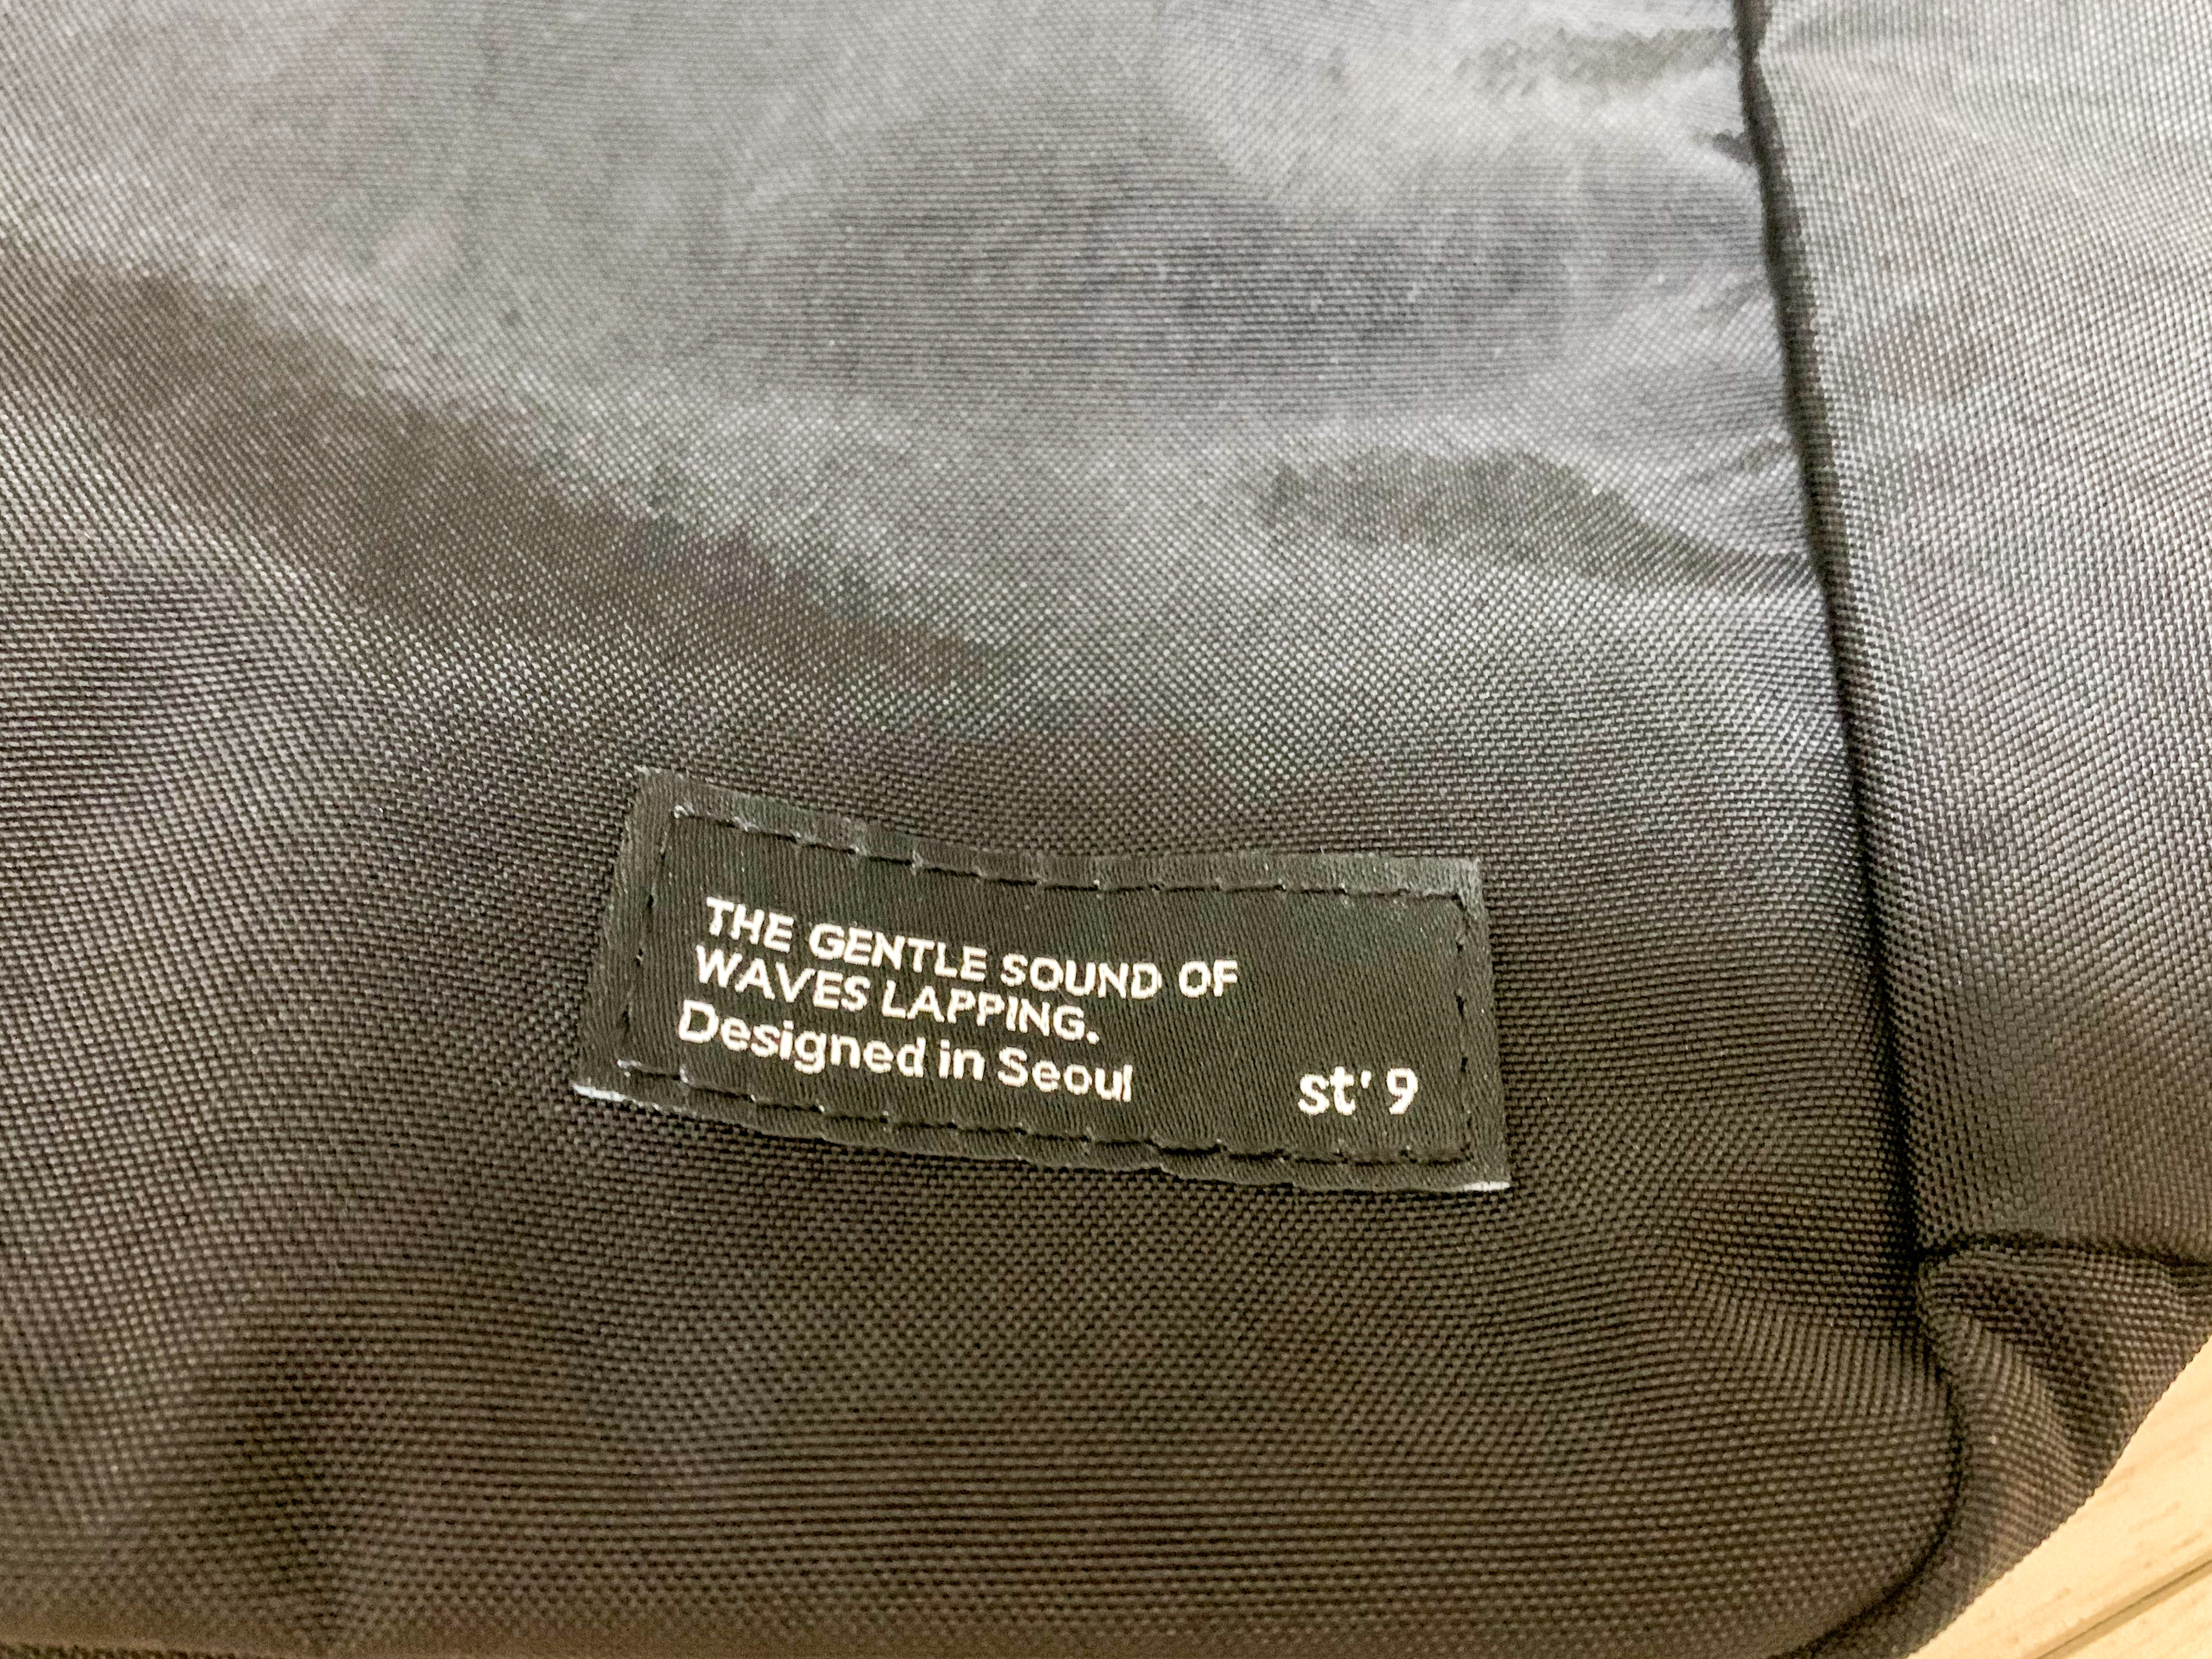 THE GENTLE SOUND OF
WAVES LAPPING.
Designed in Seoul
st' 9